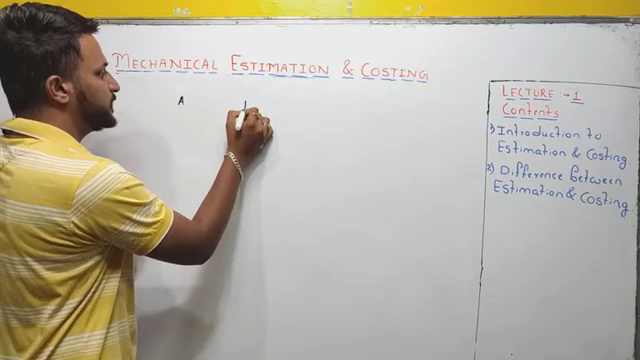 MECHANICAL ESTIMATION & COSTING
A
LECTURE :→ 1
Contents
1) Introduction to
Estimation & Costing
2) Difference between
Estimation & Costing